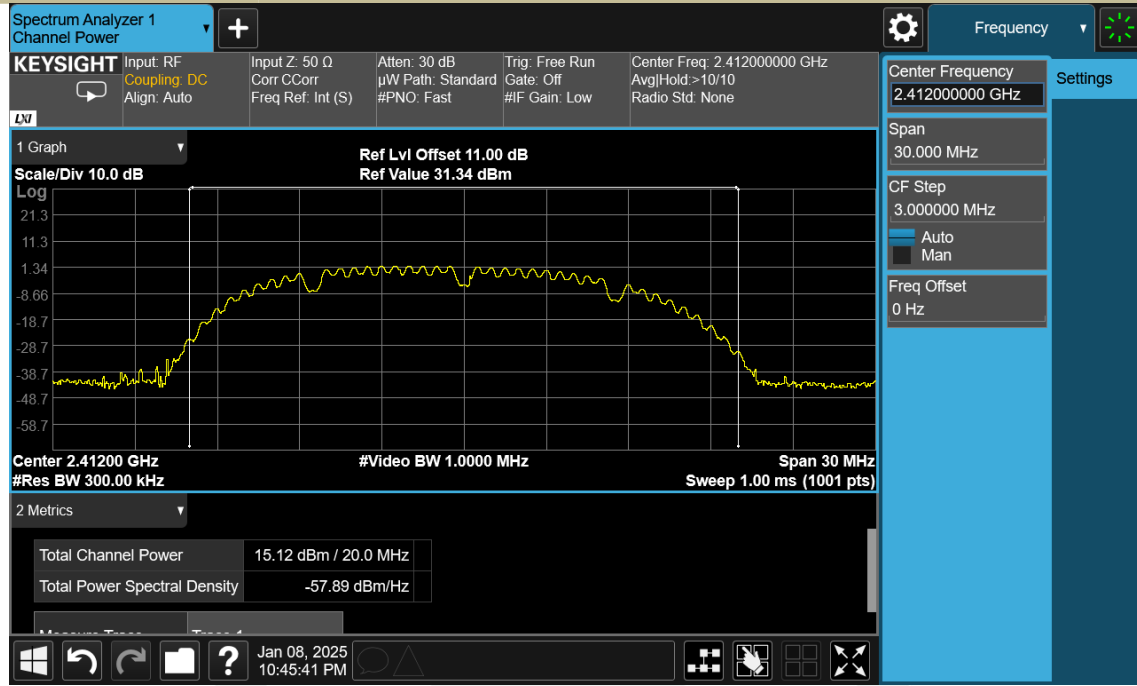 Spectrum Analyzer 1
Channel Power
Frequency
KEYSIGHT
LXI
Input: RF
Coupling: DC
Align: Auto
Input Z: 50 Ω
Corr CCorr
Freq Ref: Int (S)
Atten: 30 dB
µW Path: Standard
#PNO: Fast
Trig: Free Run
Gate: Off
#IF Gain: Low
Center Freq: 2.412000000 GHz
Avg|Hold:>10/10
Radio Std: None
Center Frequency
2.412000000 GHz
Settings
Span
30.000 MHz
CF Step
3.000000 MHz
Auto
Man
Freq Offset
0 Hz
1 Graph
Scale/Div 10.0 dB
Ref Lvl Offset 11.00 dB
Ref Value 31.34 dBm
Log
21.3
11.3
1.34
-8.66
-18.7
-28.7
-38.7
-48.7
-58.7
Center 2.41200 GHz
#Video BW 1.0000 MHz
Span 30 MHz
#Res BW 300.00 kHz
Sweep 1.00 ms (1001 pts)
2 Metrics
Total Channel Power 15.12 dBm / 20.0 MHz
Total Power Spectral Density -57.89 dBm/Hz
Measure Trace Trace 1
?
Jan 08, 2025
10:45:41 PM